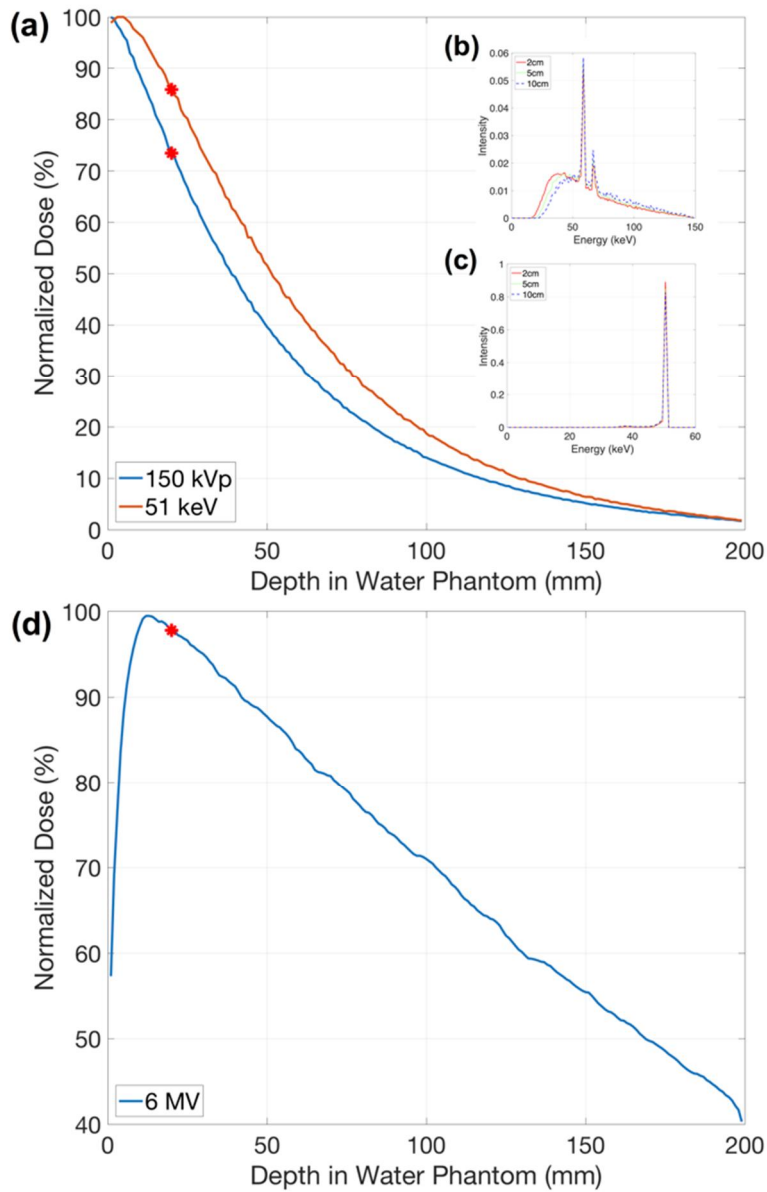 (a)
Normalized Dose (%)
100
90
80
70
60
50
40
30
20
10
0
0 50 100 150 200
Depth in Water Phantom (mm)
150 kVp
51 keV
(b)
Intensity
0.06
0.05
0.04
0.03
0.02
0.01
0
0 50 100 150
Energy (keV)
2cm
5cm
10cm
(c)
Intensity
1
0.8
0.6
0.4
0.2
0
0 20 40 60
Energy (keV)
2cm
5cm
10cm
(d)
Normalized Dose (%)
100
90
80
70
60
50
40
0 50 100 150 200
Depth in Water Phantom (mm)
6 MV